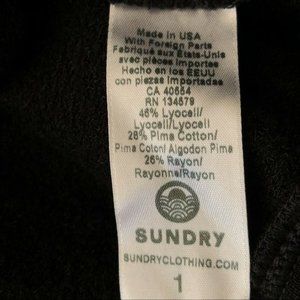 Made in USA
With Foreign Parts
Fabriqué aux États-Unis
avec pièces importées
Hecho en los EEUU
con piezas importadas
CA 40654
RN 134579
46% Lyocell/
Lyocell/Lyocell
28% Pima Cotton/
Pima Coton/ Algodon Pima
26% Rayon/
Rayonne/Rayon
SUNDRY
SUNDRYCLOTHING.COM
1